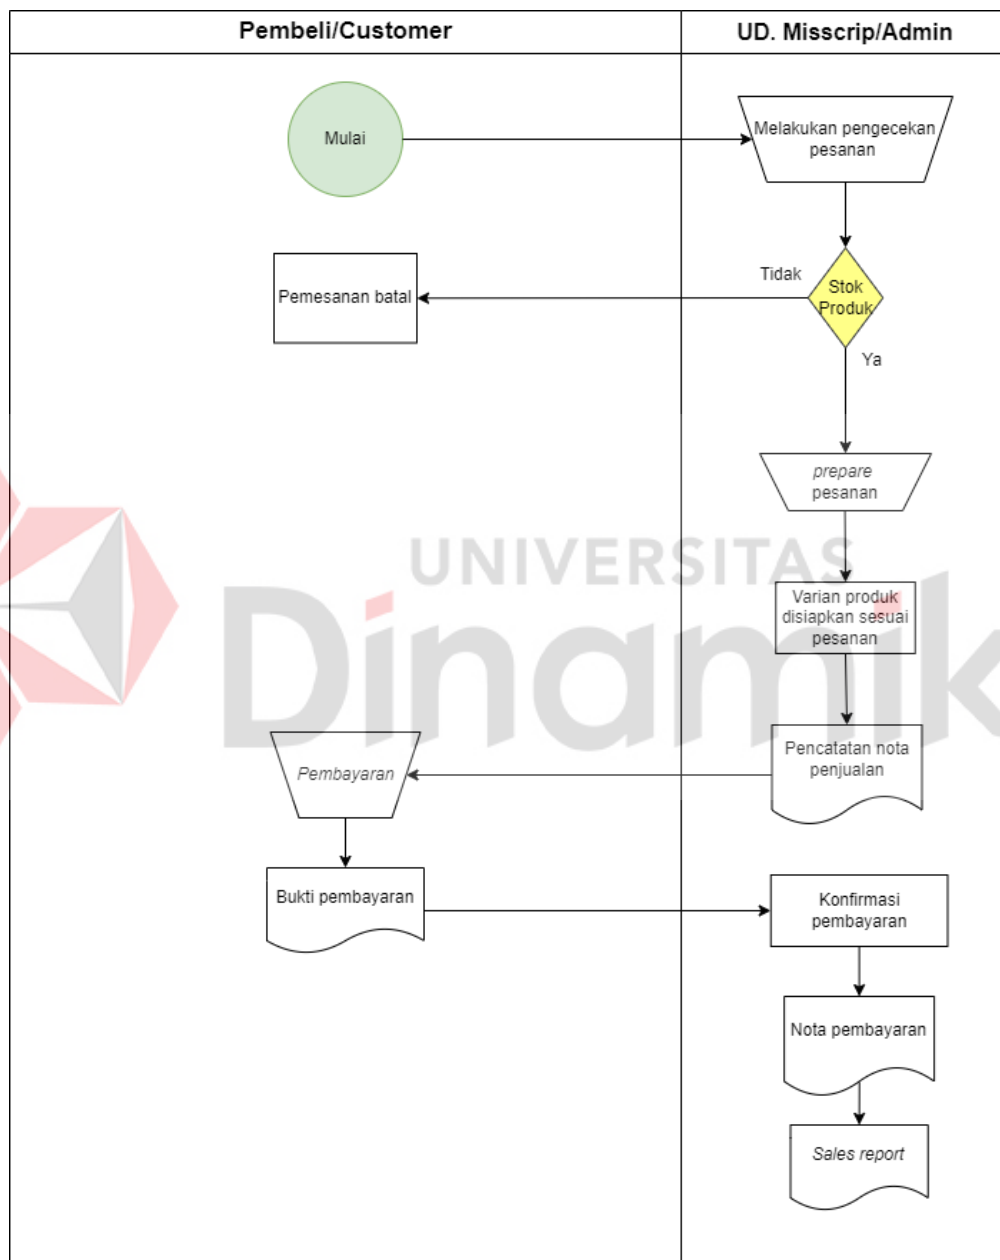 Pembeli/Customer
UD. Misscrip/Admin
Mulai
Melakukan pengecekan
pesanan
Tidak
Stok
Produk
Pemesanan batal
Ya
prepare
pesanan
UNIVERSITAS
Dinamik
Varian produk
disiapkan sesuai
pesanan
Pencatatan nota
penjualan
Pembayaran
Bukti pembayaran
Konfirmasi
pembayaran
Nota pembayaran
Sales report